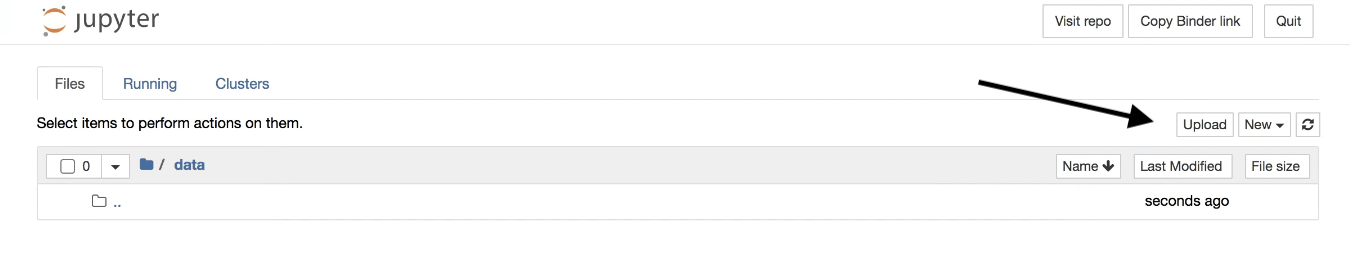 jupyter
Visit repo Copy Binder link Quit
Files Running Clusters
Select items to perform actions on them.
Upload New
0 / data Name Last Modified File size
.. seconds ago